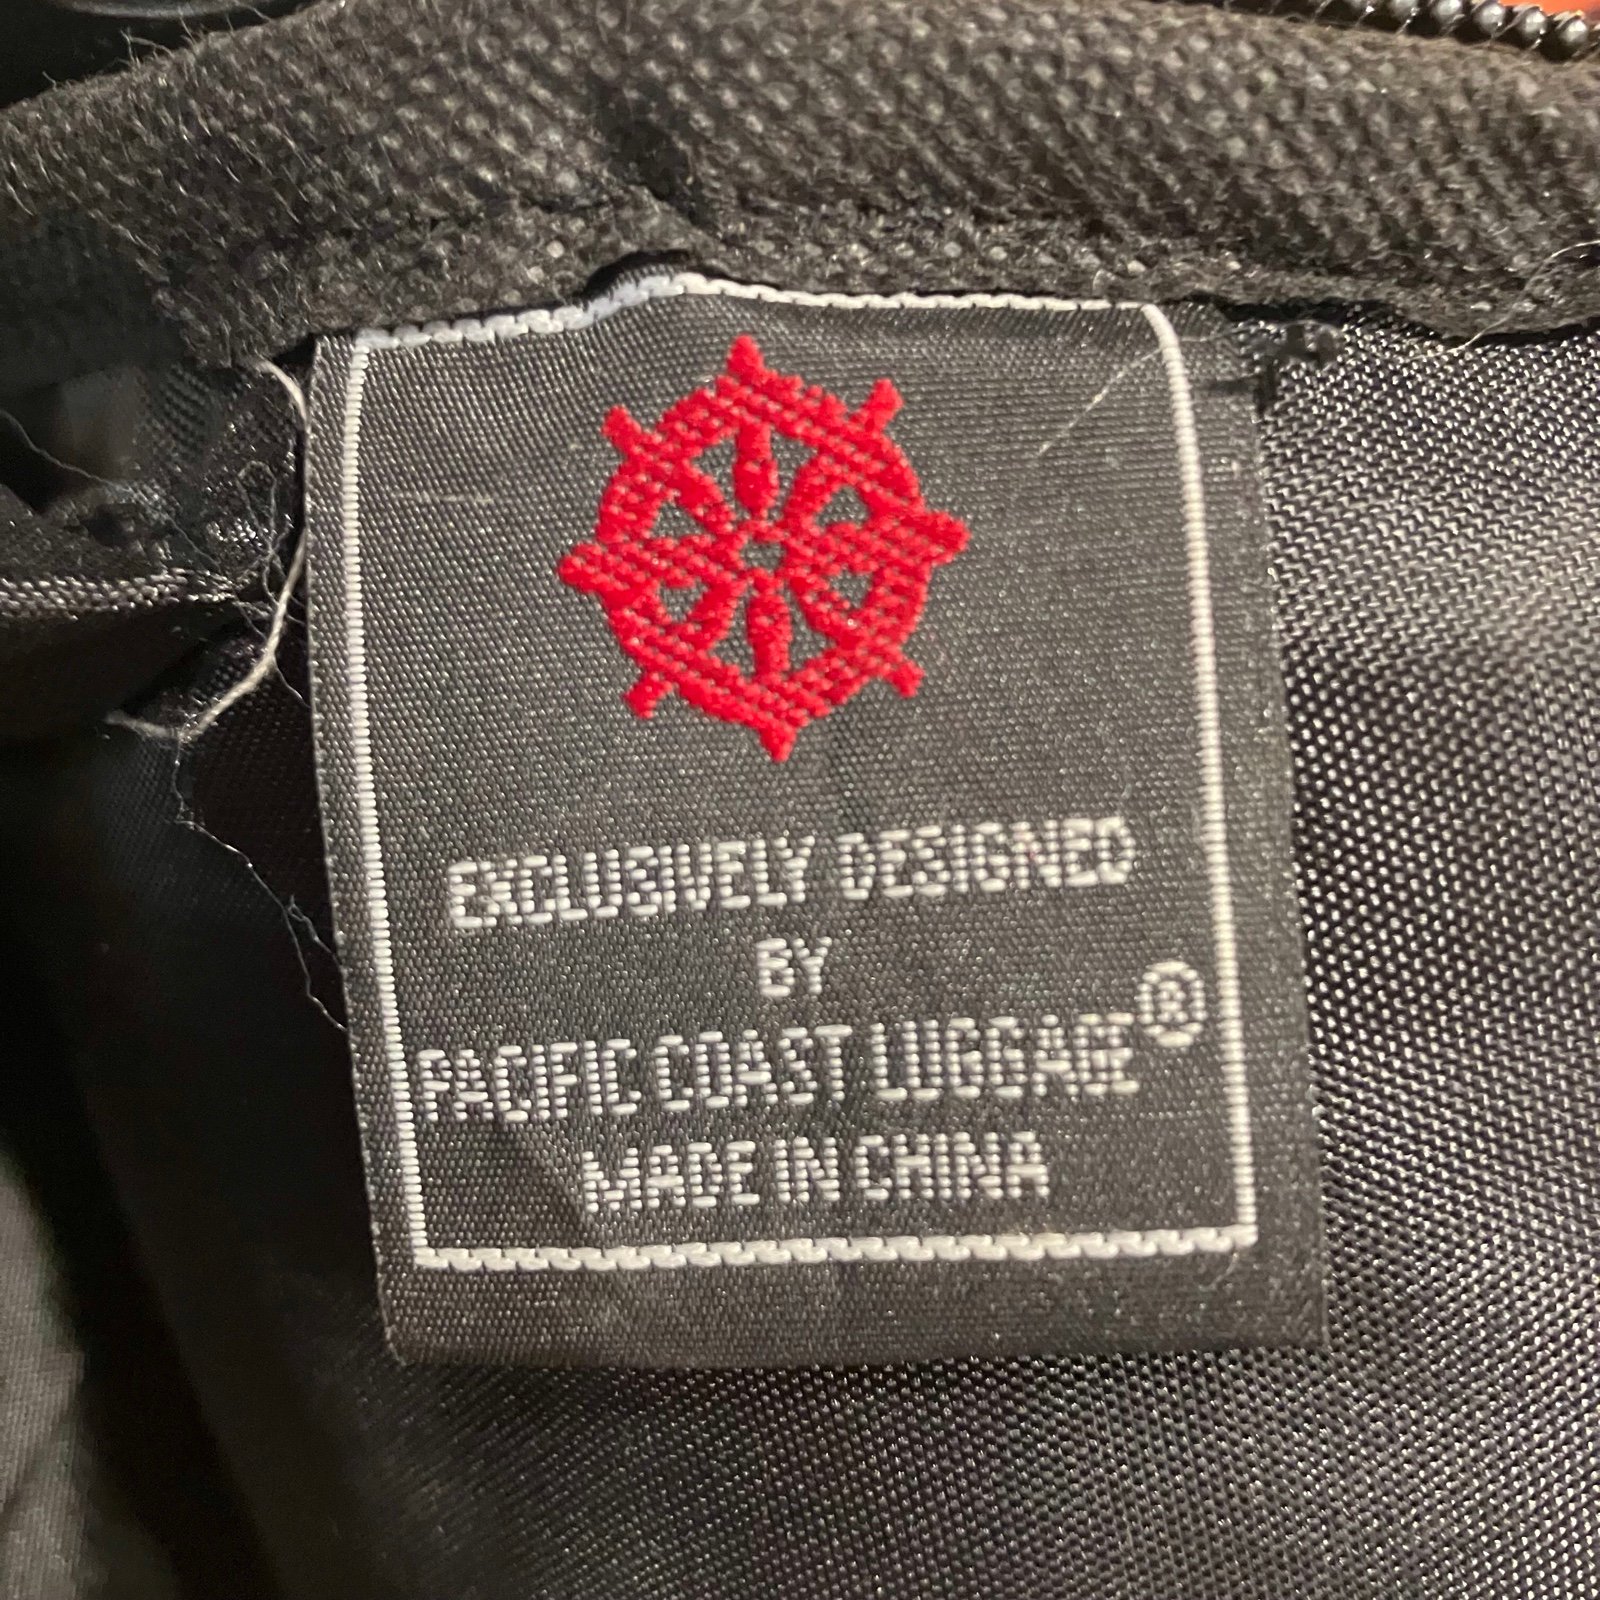 EXCLUSIVELY DESIGNED
BY
PACIFIC COAST LUGGAGE®
MADE IN CHINA